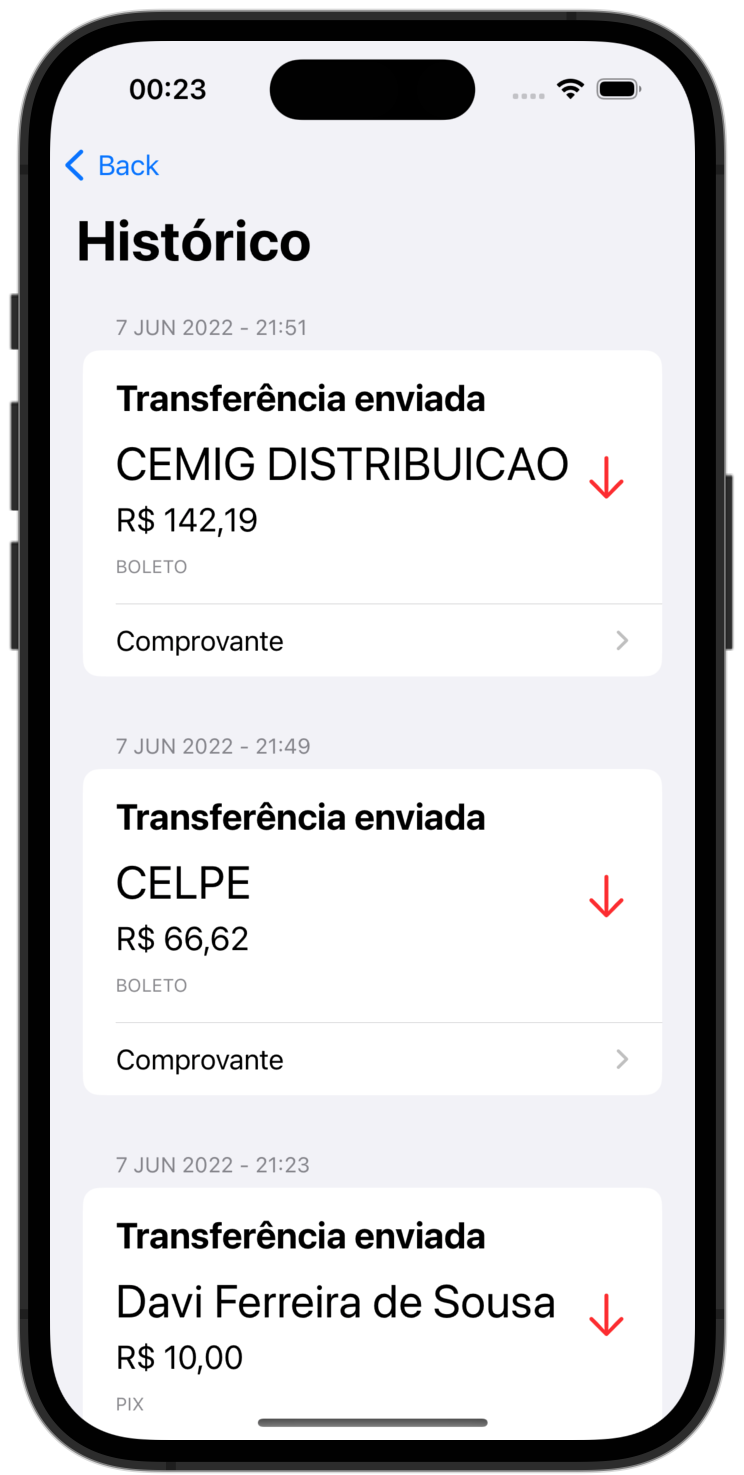 00:23
Back
Histórico
7 JUN 2022 - 21:51
Transferência enviada
CEMIG DISTRIBUICAO
R$ 142,19
BOLETO
Comprovante
7 JUN 2022 - 21:49
Transferência enviada
CELPE
R$ 66,62
BOLETO
Comprovante
7 JUN 2022 - 21:23
Transferência enviada
Davi Ferreira de Sousa
R$ 10,00
PIX